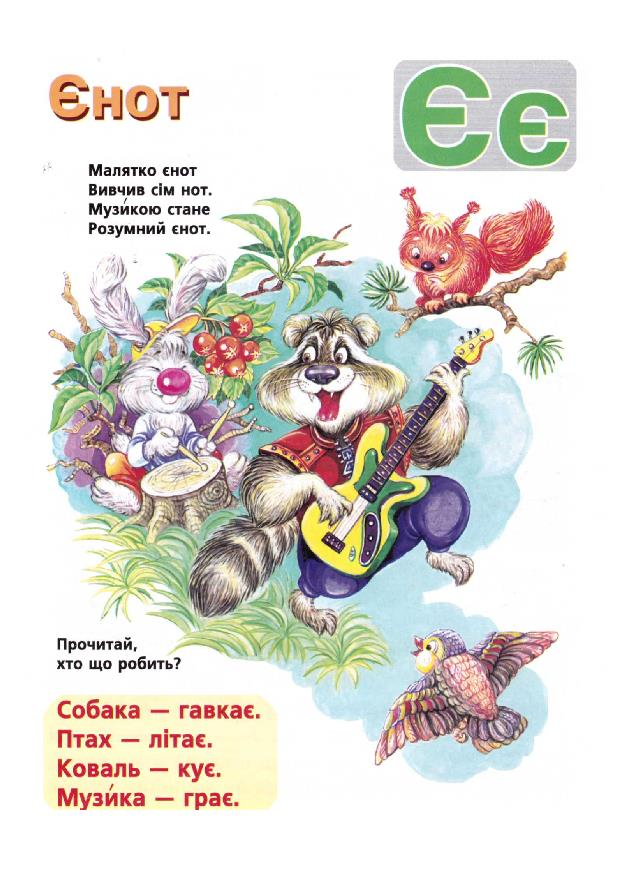 Єнот
Єє
Малятко єнот
Вивчив сім нот.
Музи́кою стане
Розумний єнот.
Прочитай,
хто що робить?
Собака — гавкає.
Птах — літає.
Коваль — кує.
Музи́ка — грає.